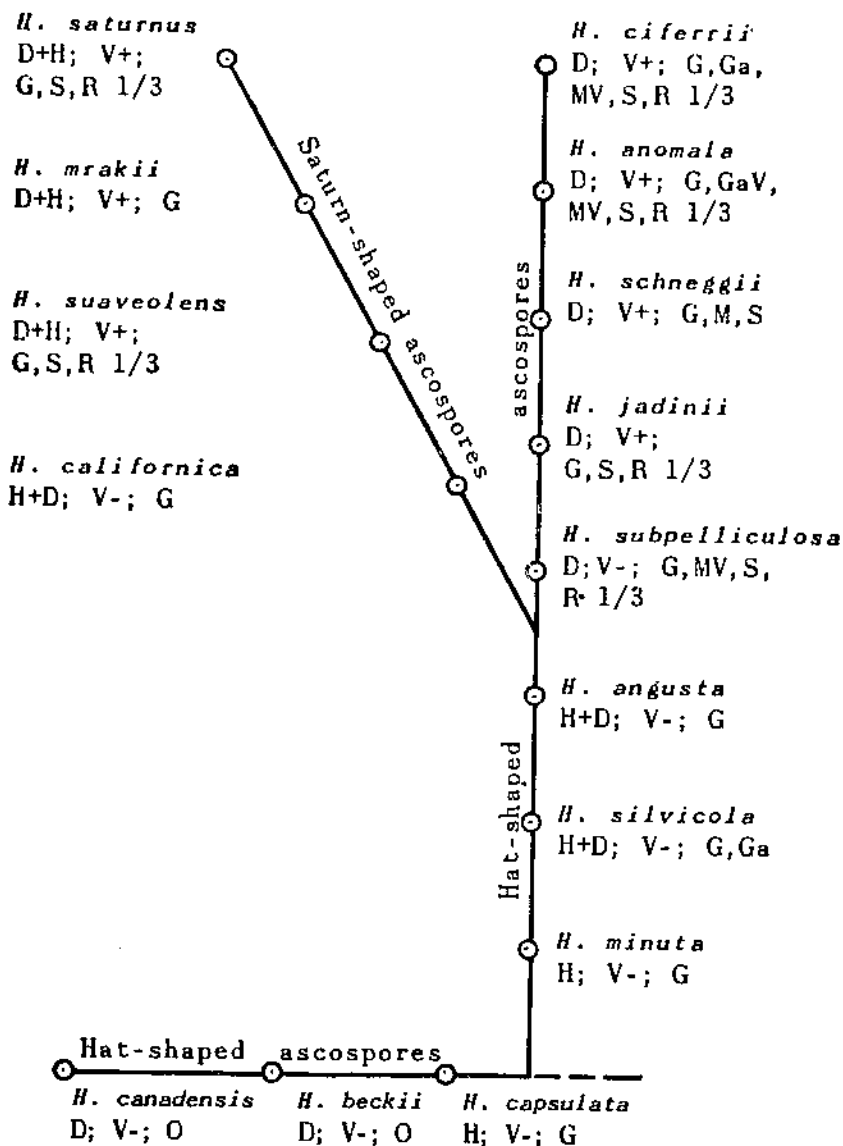 H. saturnus
D+H; V+;
G,S,R 1/3
H. mrakii
D+H; V+; G
H. suaveolens
D+H; V+;
G,S,R 1/3
H. californica
H+D; V-; G
Saturn-shaped ascospores
H. ciferrii
D; V+; G,Ga,
MV,S,R 1/3
H. anomala
D; V+; G,GaV,
MV,S,R 1/3
H. schneggii
D; V+; G,M,S
H. jadinii
D; V+;
G,S,R 1/3
H. subpelliculosa
D;V-; G,MV,S,
R 1/3
H. angusta
H+D; V-; G
H. silvicola
H+D; V-; G,Ga
H. minuta
H; V-; G
Hat-shaped ascospores
Hat-shaped ascospores
H. canadensis
D; V-; O
H. beckii
D; V-; O
H. capsulata
H; V-; G